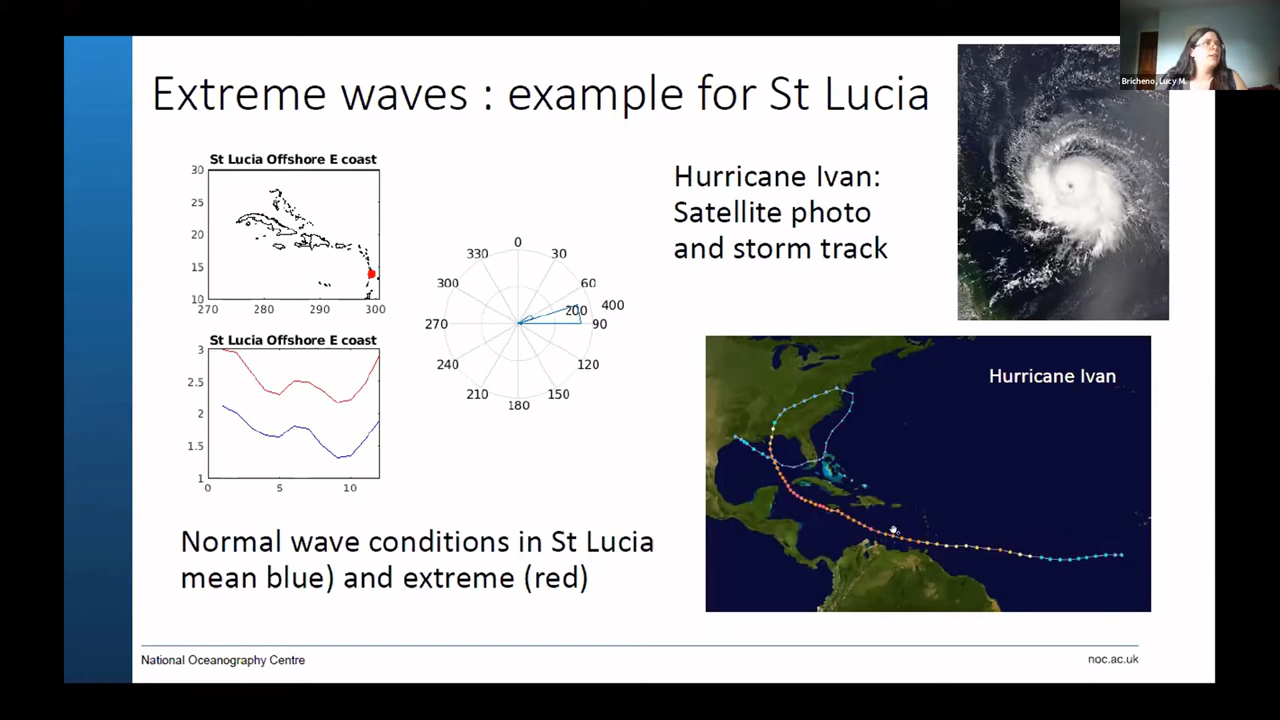 Bricheno, Lucy M.
Extreme waves : example for St Lucia
St Lucia Offshore E coast
30
25
20
15
10
270
280
290
300
St Lucia Offshore E coast
3
2.5
2
1.5
1
0
5
10
0
30
60
90
120
150
180
210
240
270
300
330
200
400
Hurricane Ivan:
Satellite photo
and storm track
Hurricane Ivan
Normal wave conditions in St Lucia
mean blue) and extreme (red)
National Oceanography Centre
noc.ac.uk